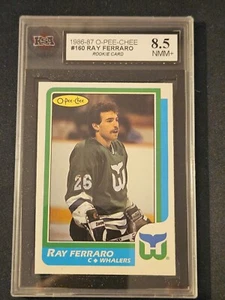 KSA
1986-87 O-PEE-CHEE
#160 RAY FERRARO
ROOKIE CARD
8.5
NMM+
O-Pee-Chee
26
RAY FERRARO
C ● WHALERS